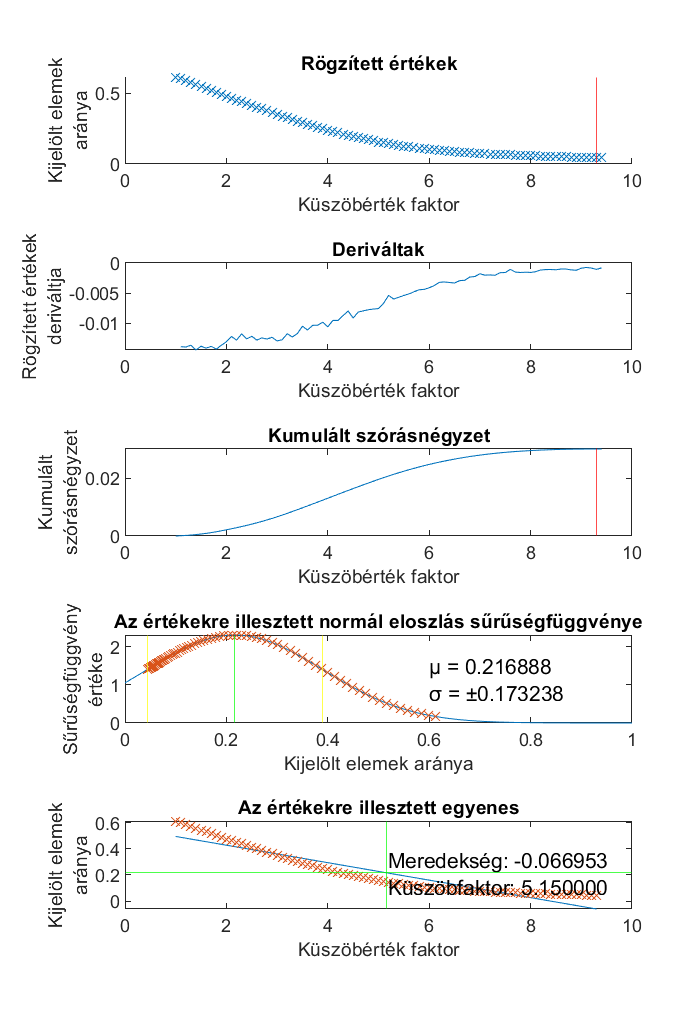 Rögzített értékek
Kijelölt elemek
aránya
0.5
0
0 2 4 6 8 10
Küszöbérték faktor
Deriváltak
Rögzített értékek
deriváltja
0
-0.005
-0.01
0 2 4 6 8 10
Küszöbérték faktor
Kumulált szórásnégyzet
Kumulált
szórásnégyzet
0.02
0
0 2 4 6 8 10
Küszöbérték faktor
Az értékekre illesztett normál eloszlás sűrűségfüggvénye
Sűrűségfüggvény
értéke
2
1
0
μ = 0.216888
σ = ±0.173238
0 0.2 0.4 0.6 0.8 1
Kijelölt elemek aránya
Az értékekre illesztett egyenes
Kijelölt elemek
aránya
0.6
0.4
0.2
0
Meredekség: -0.066953
Küszöbfaktor: 5.150000
0 2 4 6 8 10
Küszöbérték faktor